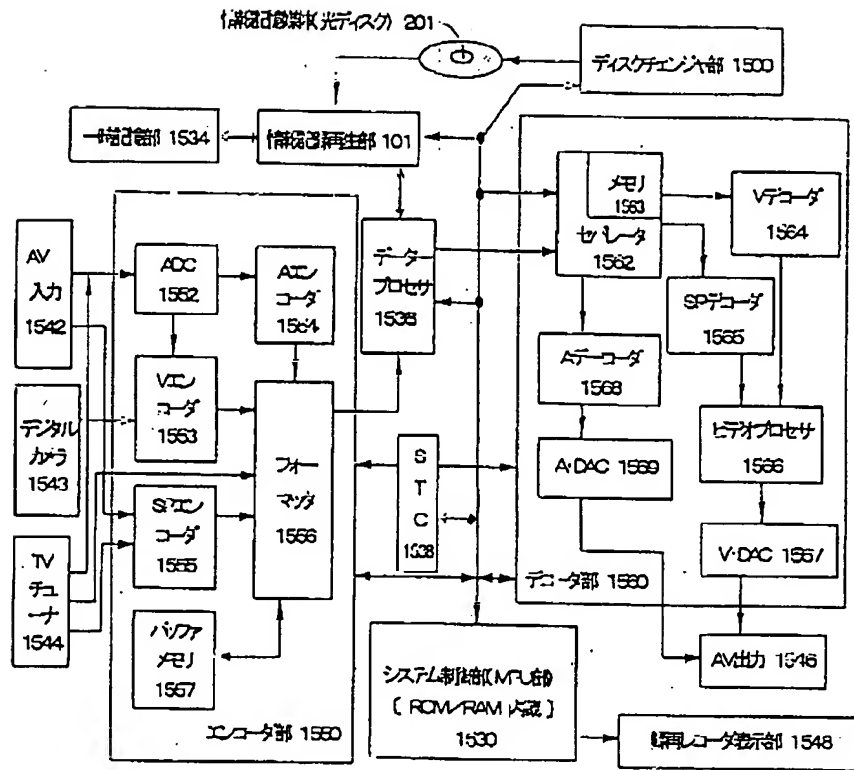 情報記憶媒体(光ディスク) 201
ディスクチェンジャ部 1500
一時記憶部 1534
情報記録再生部 101
AV
入力
1542
デジタル
カメラ
1543
TV
チュ
ーナ
1544
ADC
1552
Aエン
コーダ
1554
Vエン
コーダ
1553
SPエン
コーダ
1555
バッファ
メモリ
1557
フォー
マッタ
1556
エンコーダ部 1550
データー
プロセサ
1536
S
T
C
1538
メモリ
1563
セパレータ
1562
Vデコーダ
1564
SPデコーダ
1565
Aデーコーダ
1568
ビデオプロセサ
1566
A・DAC 1569
V・DAC 1567
デコーダ部 1560
AV出力 1546
システム制御部(MPU部)
[ ROM/RAM 内蔵 ]
1530
録再レコーダ表示部 1548